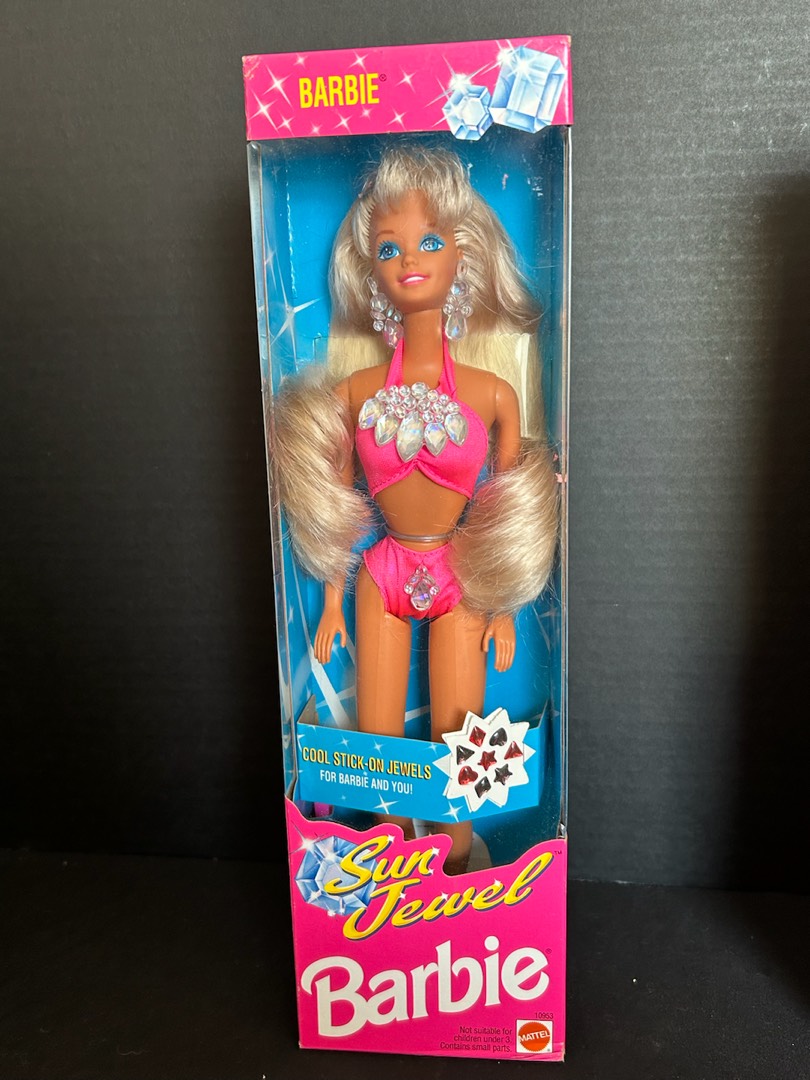 BARBIE®
COOL STICK-ON JEWELS
FOR BARBIE AND YOU!
Sun
Jewel™
Barbie®
10953
Not suitable for
children under 3.
Contains small parts.
MATTEL